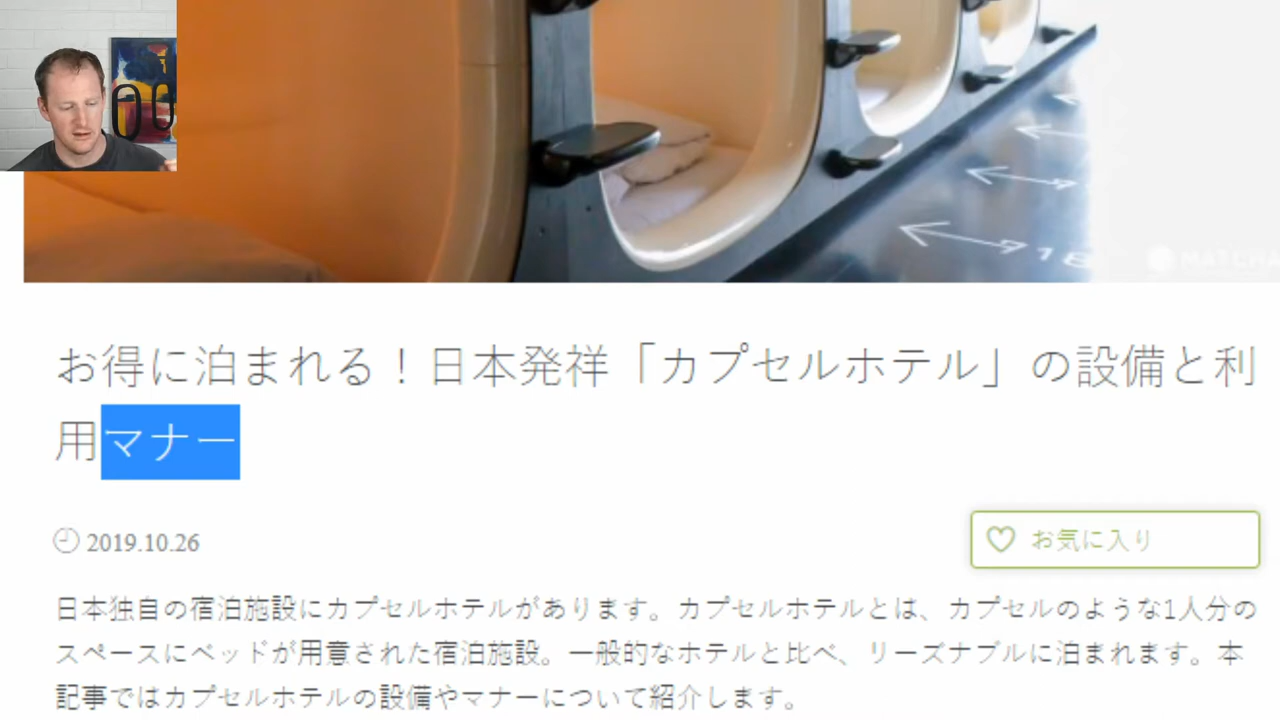 18
MATCHA
お得に泊まれる！日本発祥「カプセルホテル」の設備と利
用マナー
2019.10.26
お気に入り
日本独自の宿泊施設にカプセルホテルがあります。カプセルホテルとは、カプセルのような1人分の
スペースにベッドが用意された宿泊施設。一般的なホテルと比べ、リーズナブルに泊まれます。本
記事ではカプセルホテルの設備やマナーについて紹介します。